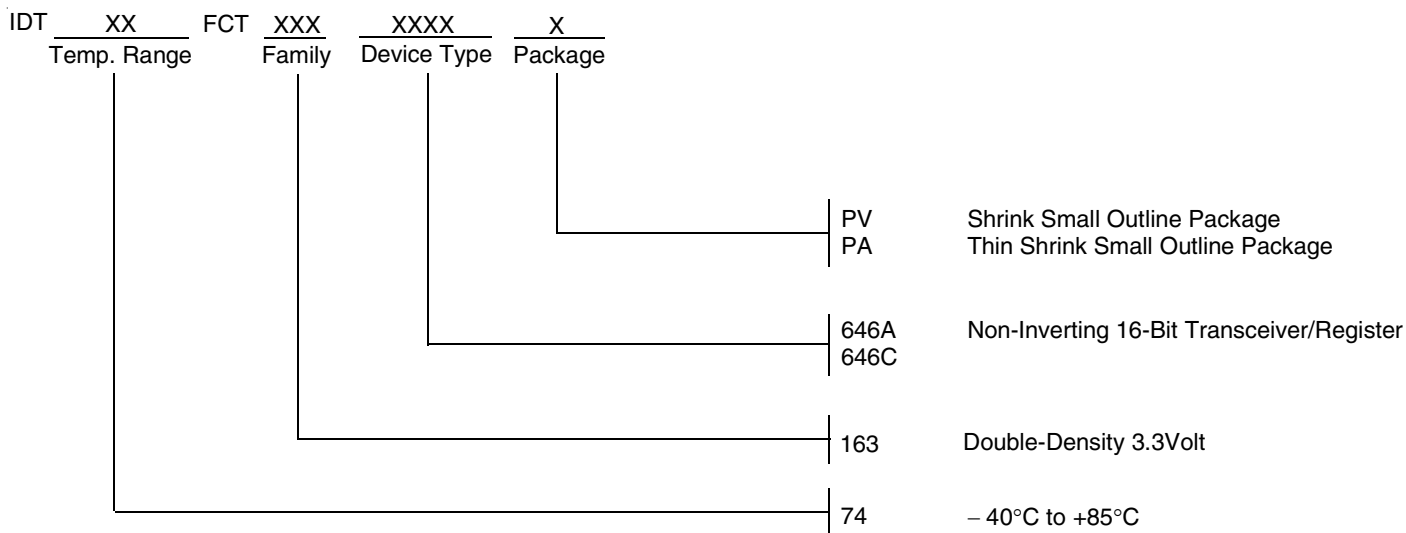 IDT XX FCT XXX XXXX X
Temp. Range Family Device Type Package
PV Shrink Small Outline Package
PA Thin Shrink Small Outline Package
646A Non-Inverting 16-Bit Transceiver/Register
646C
163 Double-Density 3.3Volt
74 – 40°C to +85°C